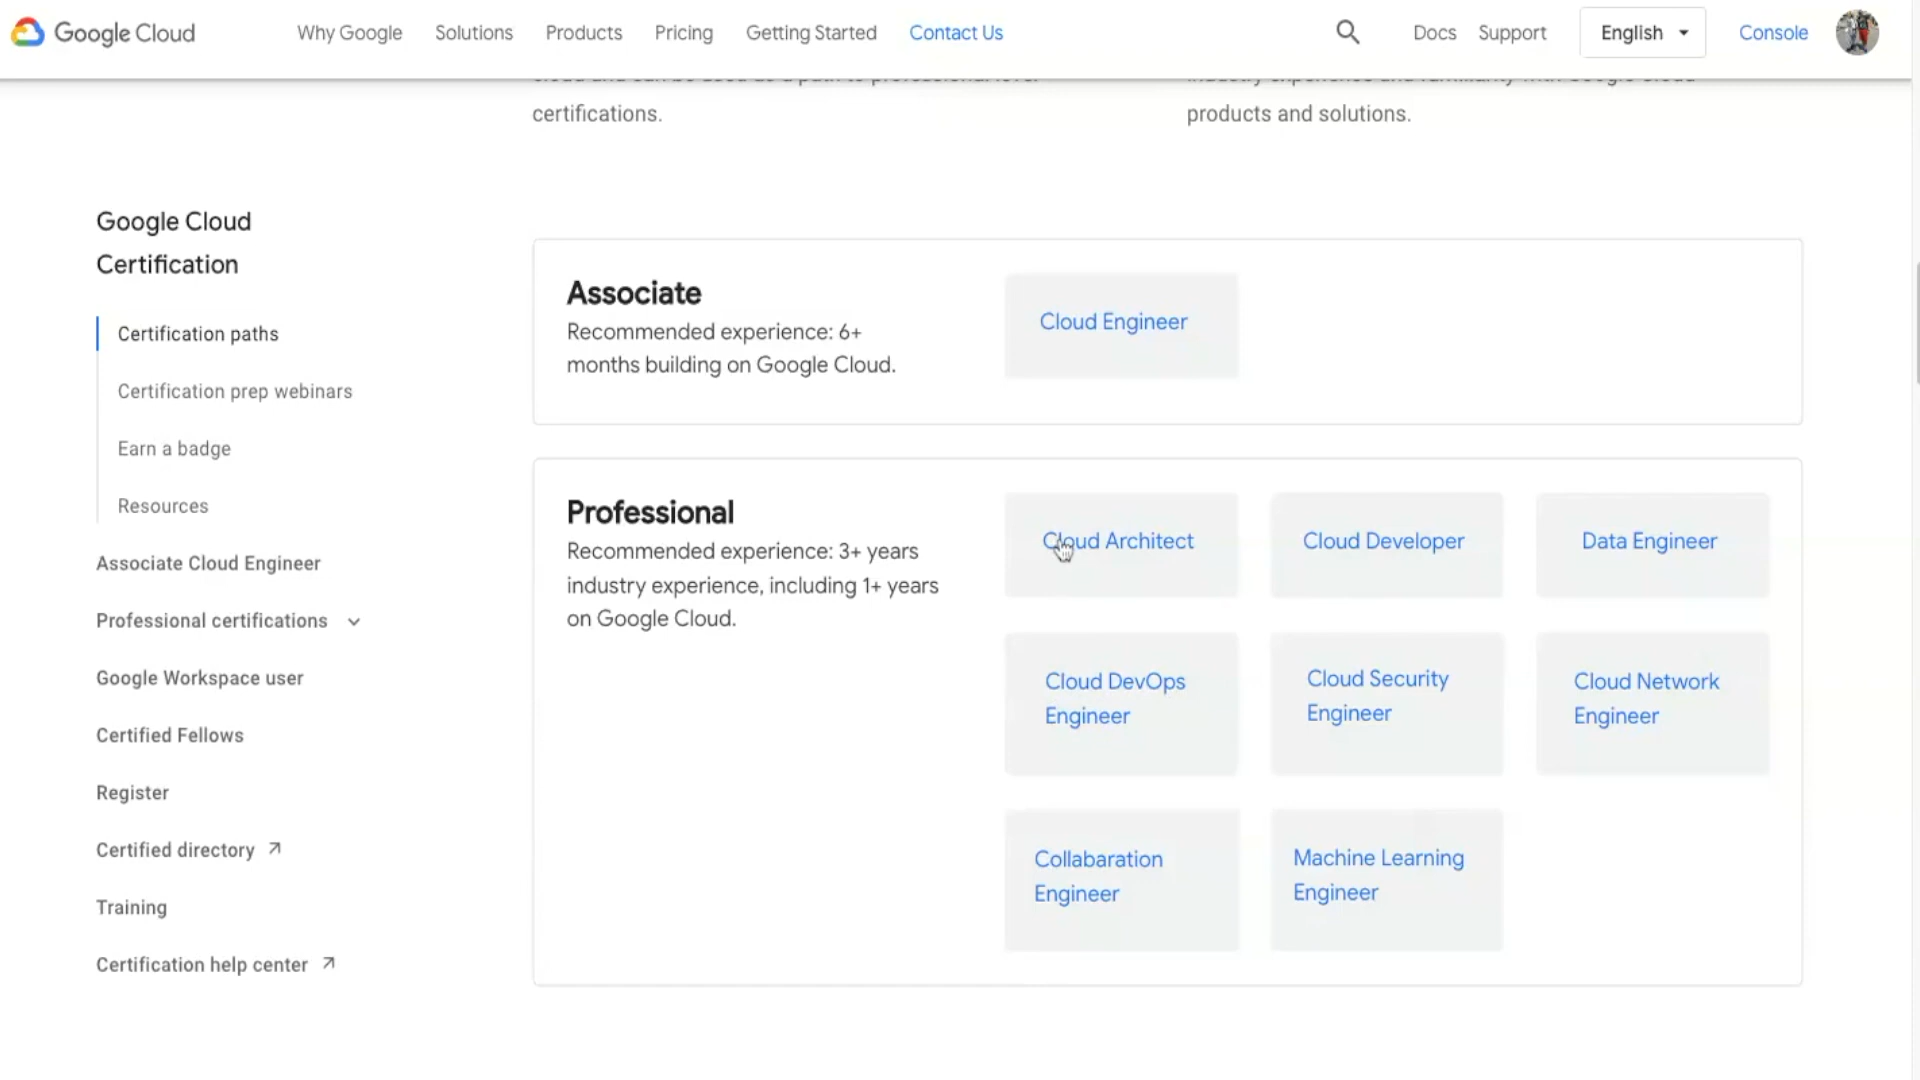 Google Cloud
Why Google
Solutions
Products
Pricing
Getting Started
Contact Us
Docs
Support
English
Console
certifications.
products and solutions.
Google Cloud
Certification
Certification paths
Certification prep webinars
Earn a badge
Resources
Associate Cloud Engineer
Professional certifications
Google Workspace user
Certified Fellows
Register
Certified directory
Training
Certification help center
Associate
Recommended experience: 6+
months building on Google Cloud.
Cloud Engineer
Professional
Recommended experience: 3+ years
industry experience, including 1+ years
on Google Cloud.
Cloud Architect
Cloud Developer
Data Engineer
Cloud DevOps
Engineer
Cloud Security
Engineer
Cloud Network
Engineer
Collabaration
Engineer
Machine Learning
Engineer